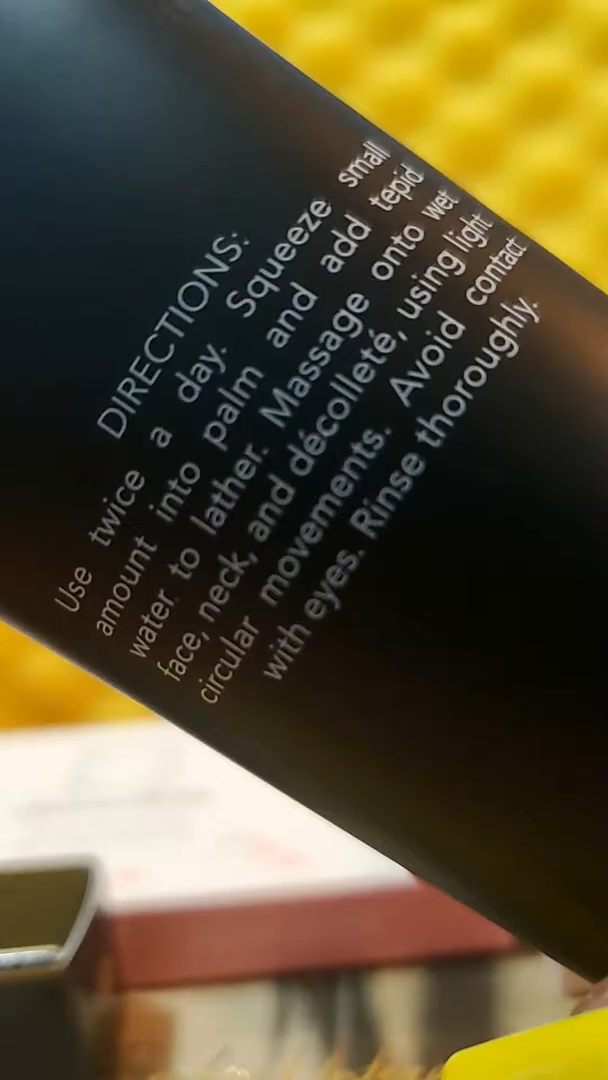 DIRECTIONS:
Use twice a day. Squeeze small
amount into palm and add tepid
water to lather. Massage onto wet
face, neck, and décolleté, using light
circular movements. Avoid contact
with eyes. Rinse thoroughly.